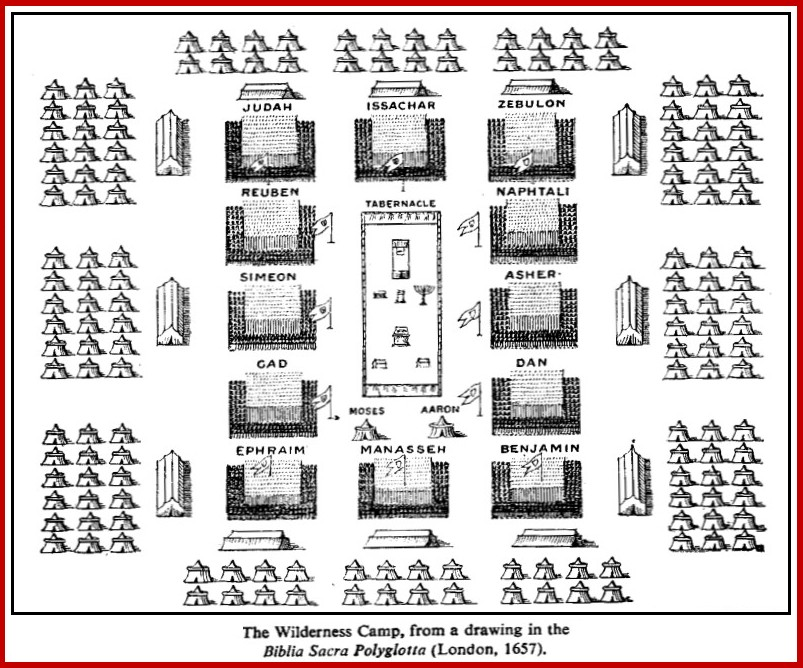 JUDAH ISSACHAR ZEBULON
REUBEN NAPHTALI
TABERNACLE
SIMEON ASHER
GAD DAN
MOSES AARON
EPHRAIM MANASSEH BENJAMIN
The Wilderness Camp, from a drawing in the
Biblia Sacra Polyglotta (London, 1657).